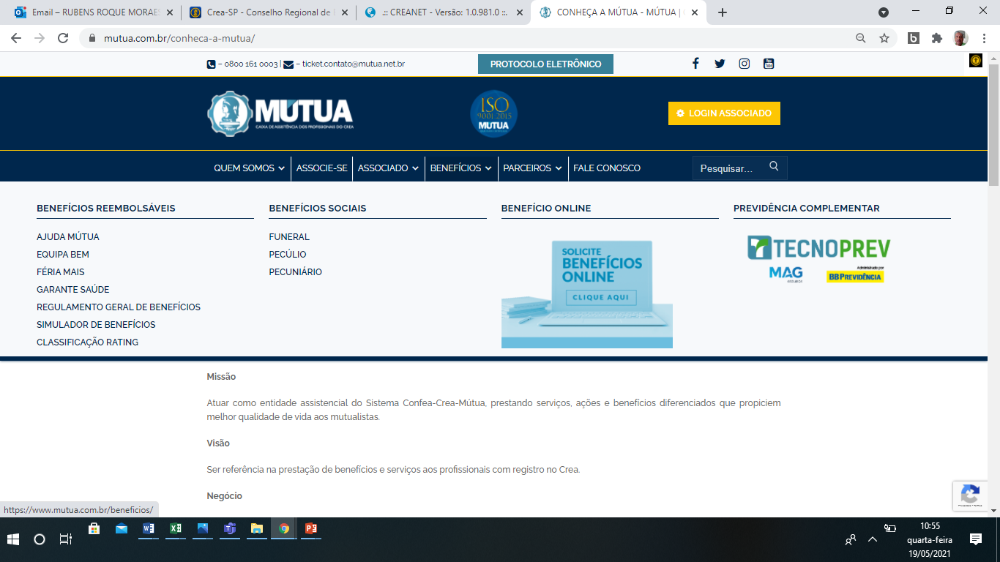 Email – RUBENS ROQUE MORAES
Crea-SP - Conselho Regional de
.:: CREANET - Versão: 1.0.981.0 ::.
CONHEÇA A MÚTUA - MÚTUA |
mutua.com.br/conheca-a-mutua/
– 0800 161 0003 | – ticket.contato@mutua.net.br
PROTOCOLO ELETRÔNICO
MÚTUA
CAIXA DE ASSISTÊNCIA DOS PROFISSIONAIS DO CREA
ISO
9001:2015
MUTUA
LOGIN ASSOCIADO
QUEM SOMOS
ASSOCIE-SE
ASSOCIADO
BENEFÍCIOS
PARCEIROS
FALE CONOSCO
Pesquisar...
BENEFÍCIOS REEMBOLSÁVEIS
AJUDA MÚTUA
EQUIPA BEM
FÉRIA MAIS
GARANTE SAÚDE
REGULAMENTO GERAL DE BENEFÍCIOS
SIMULADOR DE BENEFÍCIOS
CLASSIFICAÇÃO RATING
BENEFÍCIOS SOCIAIS
FUNERAL
PECÚLIO
PECUNIÁRIO
BENEFÍCIO ONLINE
SOLICITE
BENEFÍCIOS
ONLINE
CLIQUE AQUI
PREVIDÊNCIA COMPLEMENTAR
TECNOPREV
MAG
SEGUROS
Administrado por
BB PREVIDÊNCIA
Missão
Atuar como entidade assistencial do Sistema Confea-Crea-Mútua, prestando serviços, ações e benefícios diferenciados que propiciem
melhor qualidade de vida aos mutualistas.
Visão
Ser referência na prestação de benefícios e serviços aos profissionais com registro no Crea.
Negócio
https://www.mutua.com.br/beneficios/
10:55
quarta-feira
19/05/2021